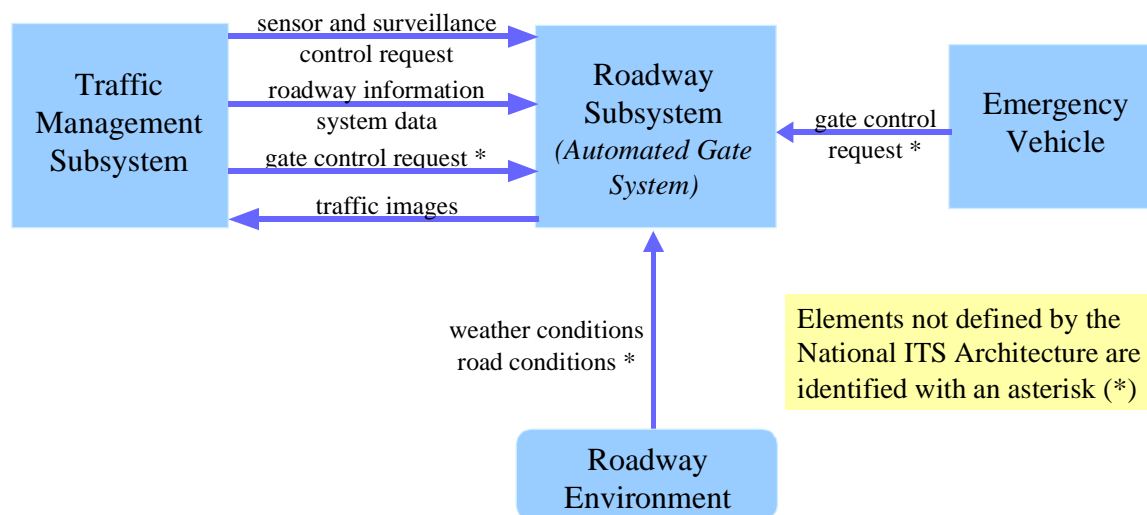 Traffic
Management
Subsystem
sensor and surveillance
control request
roadway information
system data
gate control request *
traffic images
Roadway
Subsystem
(Automated Gate
System)
gate control
request *
Emergency
Vehicle
weather conditions
road conditions *
Elements not defined by the
National ITS Architecture are
identified with an asterisk (*)
Roadway
Environment